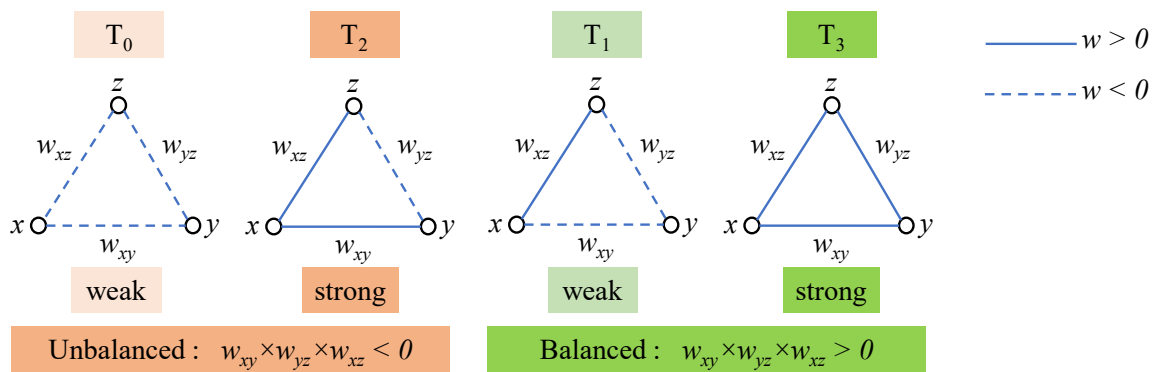 T₀ T₂ T₁ T₃ w > 0
w < 0
z z z z
w_xz w_yz w_xz w_yz w_xz w_yz w_xz w_yz
x y x y x y x y
w_xy w_xy w_xy w_xy
weak strong weak strong
Unbalanced : w_xy×w_yz×w_xz < 0 Balanced : w_xy×w_yz×w_xz > 0